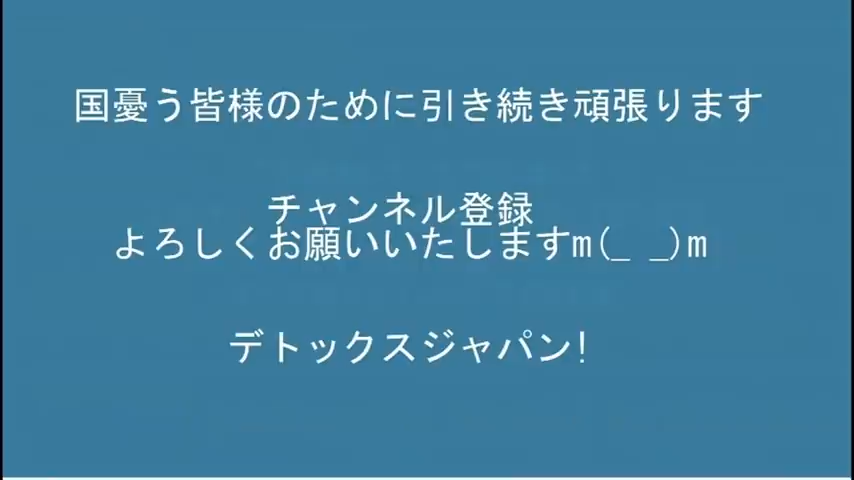 国憂う皆様のために引き続き頑張ります
チャンネル登録
よろしくお願いいたしますm(_ _)m
デトックスジャパン!